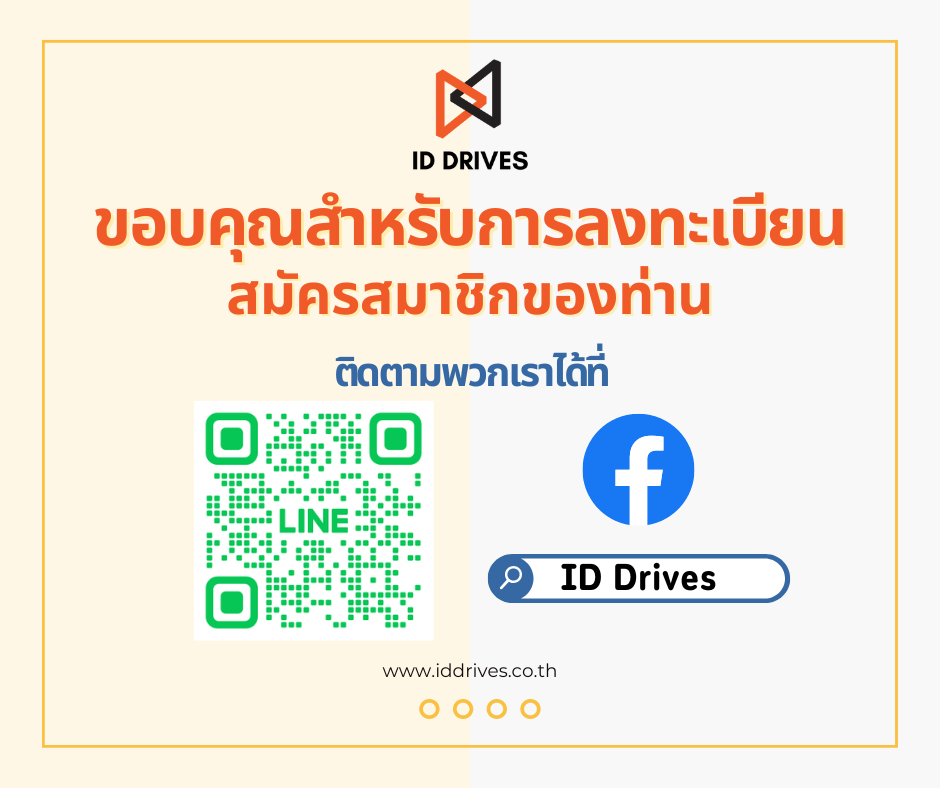 ID DRIVES
ขอบคุณสำหรับการลงทะเบียน
สมัครสมาชิกของท่าน
ติดตามพวกเราได้ที่
LINE
ID Drives
www.iddrives.co.th